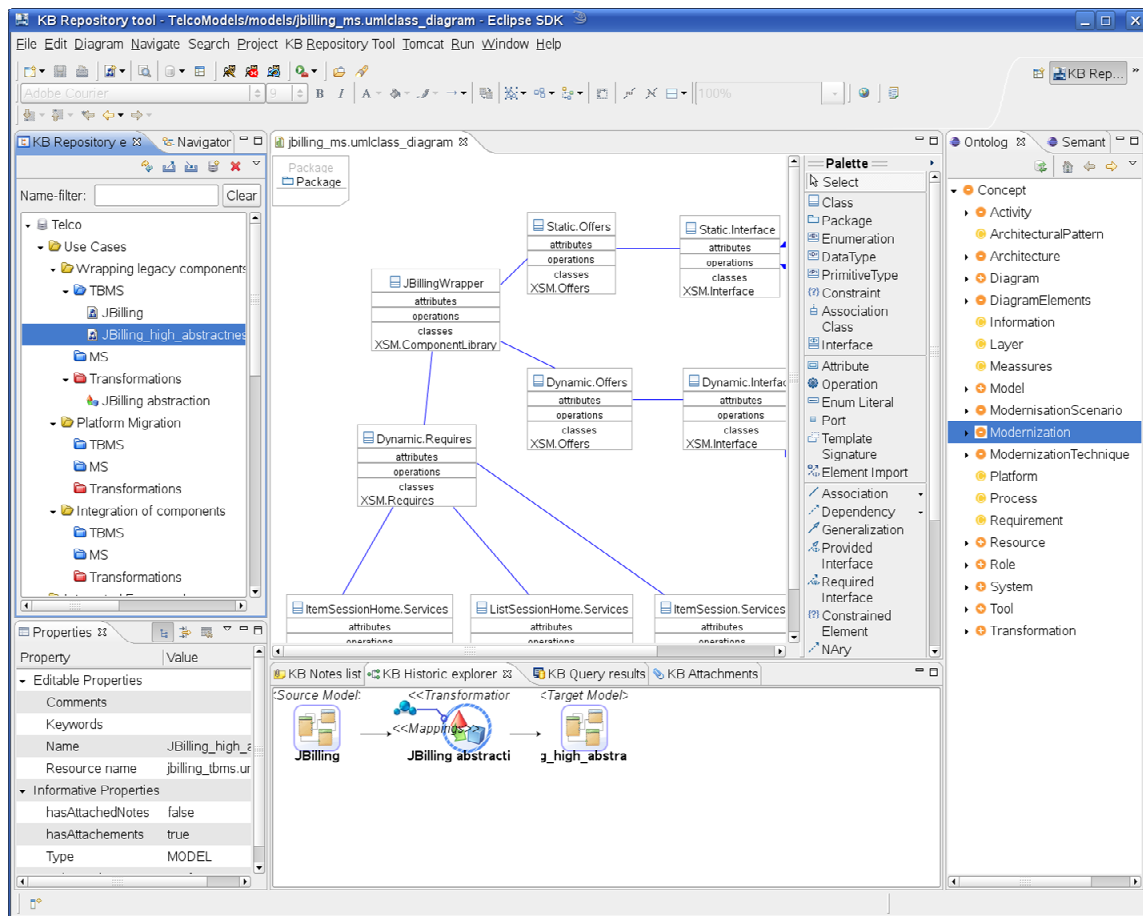 KB Repository tool - TelcoModels/models/jbilling_ms.umlclass_diagram - Eclipse SDK
File Edit Diagram Navigate Search Project KB Repository Tool Tomcat Run Window Help
KB Rep... »
Adobe Courier 9 B I A 100%
KB Repository e Navigator
Name-filter: Clear
Telco
Use Cases
Wrapping legacy components
TBMS
JBilling
JBilling_high_abstractnes
MS
Transformations
JBilling abstraction
Platform Migration
TBMS
MS
Transformations
Integration of components
TBMS
MS
Transformations
jbilling_ms.umlclass_diagram
Package
Package
Static.Offers
attributes
operations
classes
XSM.Offers
Static.Interface
attributes
operations
classes
XSM.Interface
JBillingWrapper
attributes
operations
classes
XSM.ComponentLibrary
Dynamic.Offers
attributes
operations
classes
XSM.Offers
Dynamic.Interfac
attributes
operations
classes
XSM.Interface
Dynamic.Requires
attributes
operations
classes
XSM.Requires
ItemSessionHome.Services
attributes
operations
ListSessionHome.Services
attributes
operations
ItemSession.Services
attributes
operations
Palette
Select
Class
Package
Enumeration
DataType
PrimitiveType
Constraint
Association
Class
Interface
Attribute
Operation
Enum Literal
Port
Template
Signature
Element Import
Association
Dependency
Generalization
Provided
Interface
Required
Interface
Constrained
Element
NAry
Ontolog Semant
Concept
Activity
ArchitecturalPattern
Architecture
Diagram
DiagramElements
Information
Layer
Meassures
Model
ModernisationScenario
Modernization
ModernizationTechnique
Platform
Process
Requirement
Resource
Role
System
Tool
Transformation
Properties
Property Value
Editable Properties
Comments
Keywords
Name JBilling_high_a
Resource name jbilling_tbms.ur
Informative Properties
hasAttachedNotes false
hasAttachements true
Type MODEL
KB Notes list KB Historic explorer KB Query results KB Attachments
<Source Model> <<Transformation <Target Model>
<<Mappings>>
JBilling JBilling abstracti g_high_abstra